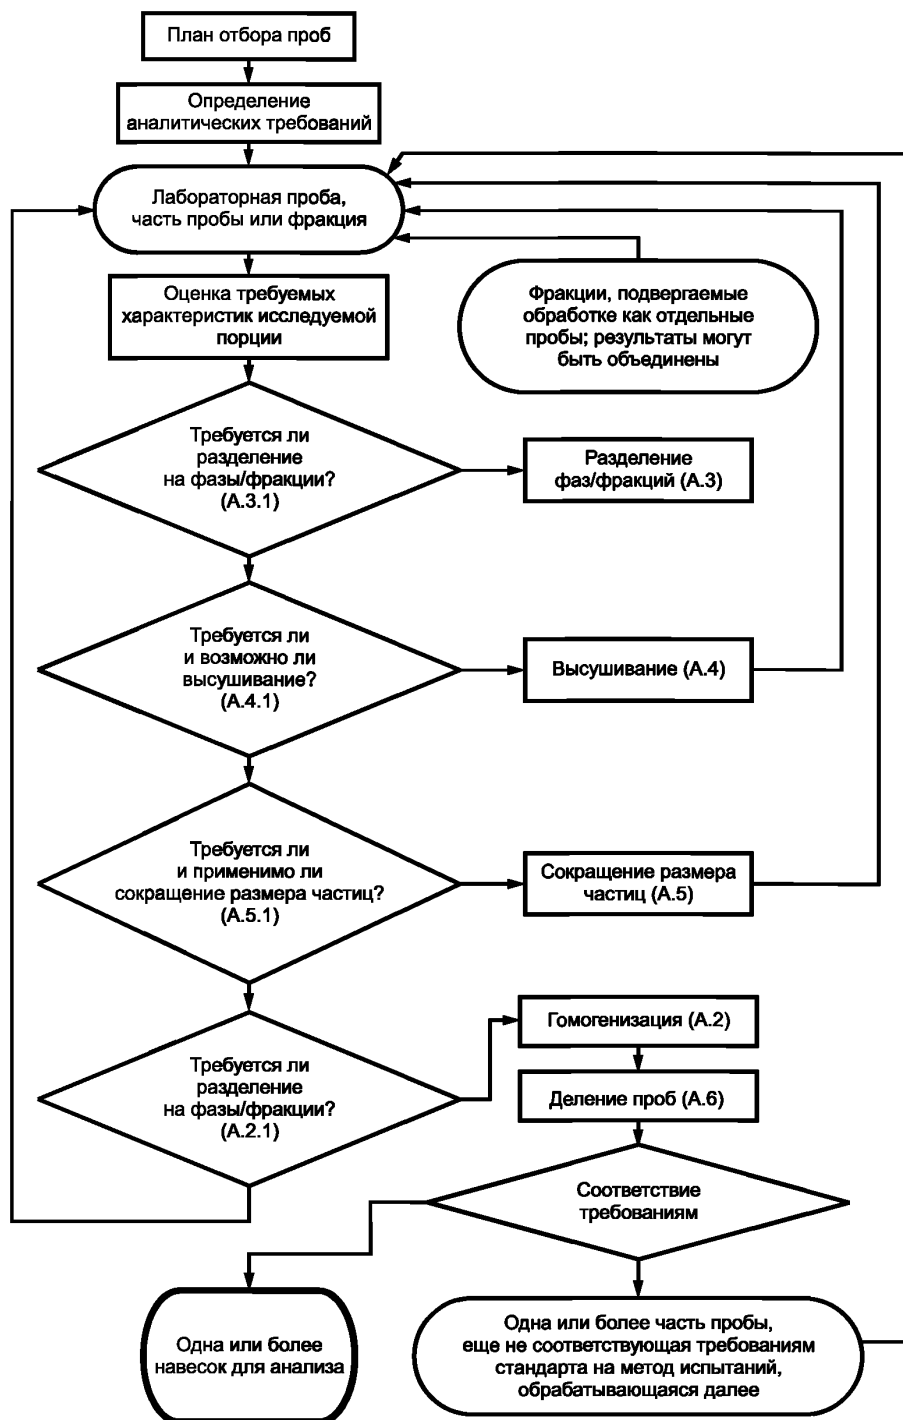 План отбора проб
Определение
аналитических требований
Лабораторная проба,
часть пробы или фракция
Оценка требуемых
характеристик исследуемой
порции
Фракции, подвергаемые
обработке как отдельные
пробы; результаты могут
быть объединены
Требуется ли
разделение
на фазы/фракции?
(А.3.1)
Разделение
фаз/фракций (А.3)
Требуется ли
и возможно ли
высушивание?
(А.4.1)
Высушивание (А.4)
Требуется ли
и применимо ли
сокращение размера частиц?
(А.5.1)
Сокращение размера
частиц (А.5)
Гомогенизация (А.2)
Требуется ли
разделение
на фазы/фракции?
(А.2.1)
Деление проб (А.6)
Соответствие
требованиям
Одна или более
навесок для анализа
Одна или более часть пробы,
еще не соответствующая требованиям
стандарта на метод испытаний,
обрабатывающаяся далее